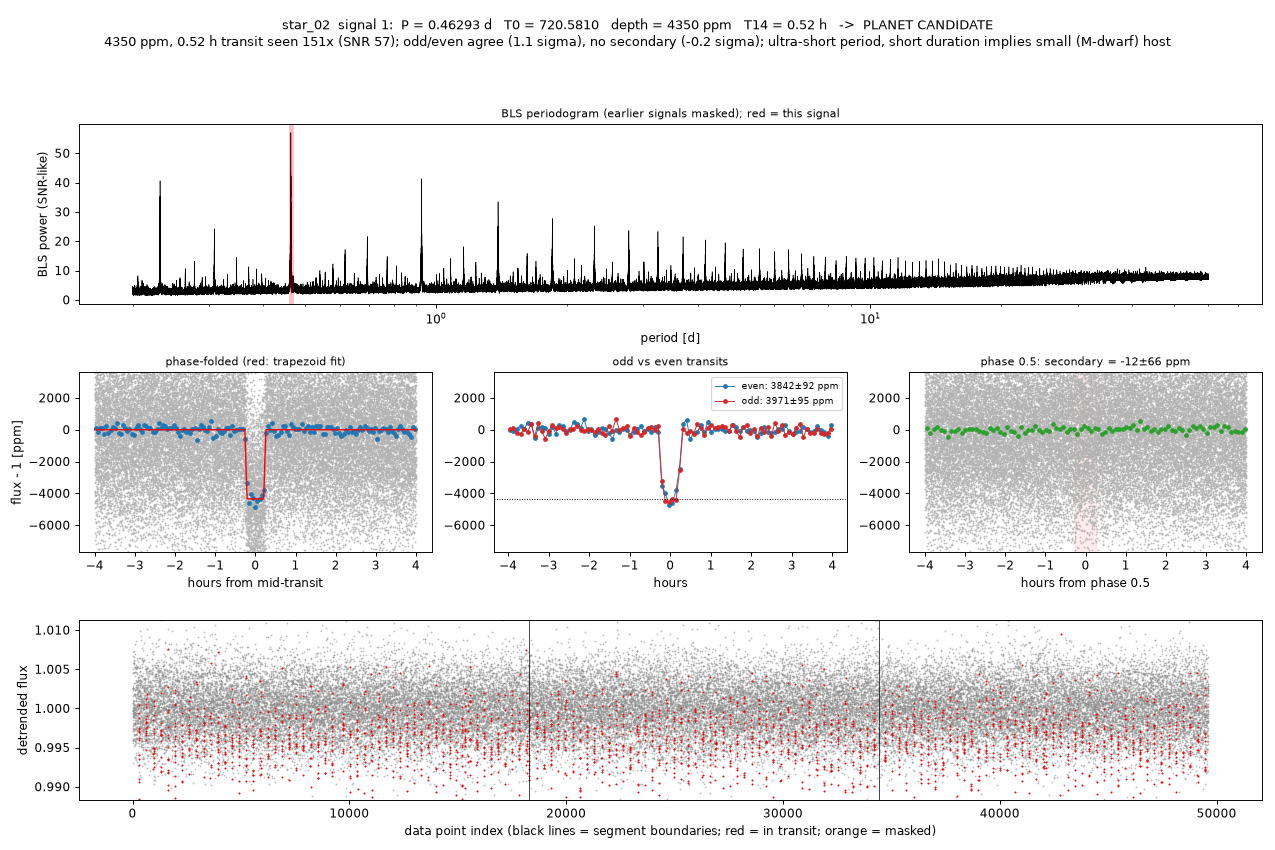 star_02 signal 1: P = 0.46293 d T0 = 720.5810 depth = 4350 ppm T14 = 0.52 h -> PLANET CANDIDATE
4350 ppm, 0.52 h transit seen 151x (SNR 57); odd/even agree (1.1 sigma), no secondary (-0.2 sigma); ultra-short period, short duration implies small (M-dwarf) host
BLS periodogram (earlier signals masked); red = this signal
BLS power (SNR-like)
50
40
30
20
10
0
10⁰
10¹
period [d]
phase-folded (red: trapezoid fit)
flux - 1 [ppm]
2000
0
−2000
−4000
−6000
−4 −3 −2 −1 0 1 2 3 4
hours from mid-transit
odd vs even transits
even: 3842±92 ppm
odd: 3971±95 ppm
2000
0
−2000
−4000
−6000
−4 −3 −2 −1 0 1 2 3 4
hours
phase 0.5: secondary = -12±66 ppm
2000
0
−2000
−4000
−6000
−4 −3 −2 −1 0 1 2 3 4
hours from phase 0.5
detrended flux
1.010
1.005
1.000
0.995
0.990
0 10000 20000 30000 40000 50000
data point index (black lines = segment boundaries; red = in transit; orange = masked)